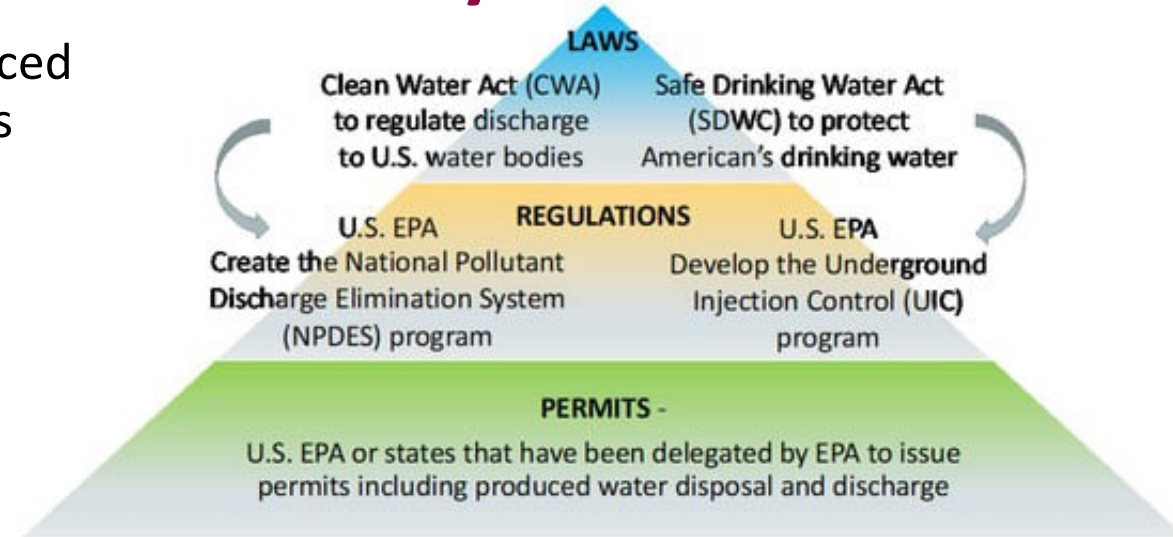 ced
s
LAWS
Clean Water Act (CWA)
to regulate discharge
to U.S. water bodies
Safe Drinking Water Act
(SDWC) to protect
American's drinking water
REGULATIONS
U.S. EPA
Create the National Pollutant
Discharge Elimination System
(NPDES) program
U.S. EPA
Develop the Underground
Injection Control (UIC)
program
PERMITS -
U.S. EPA or states that have been delegated by EPA to issue
permits including produced water disposal and discharge